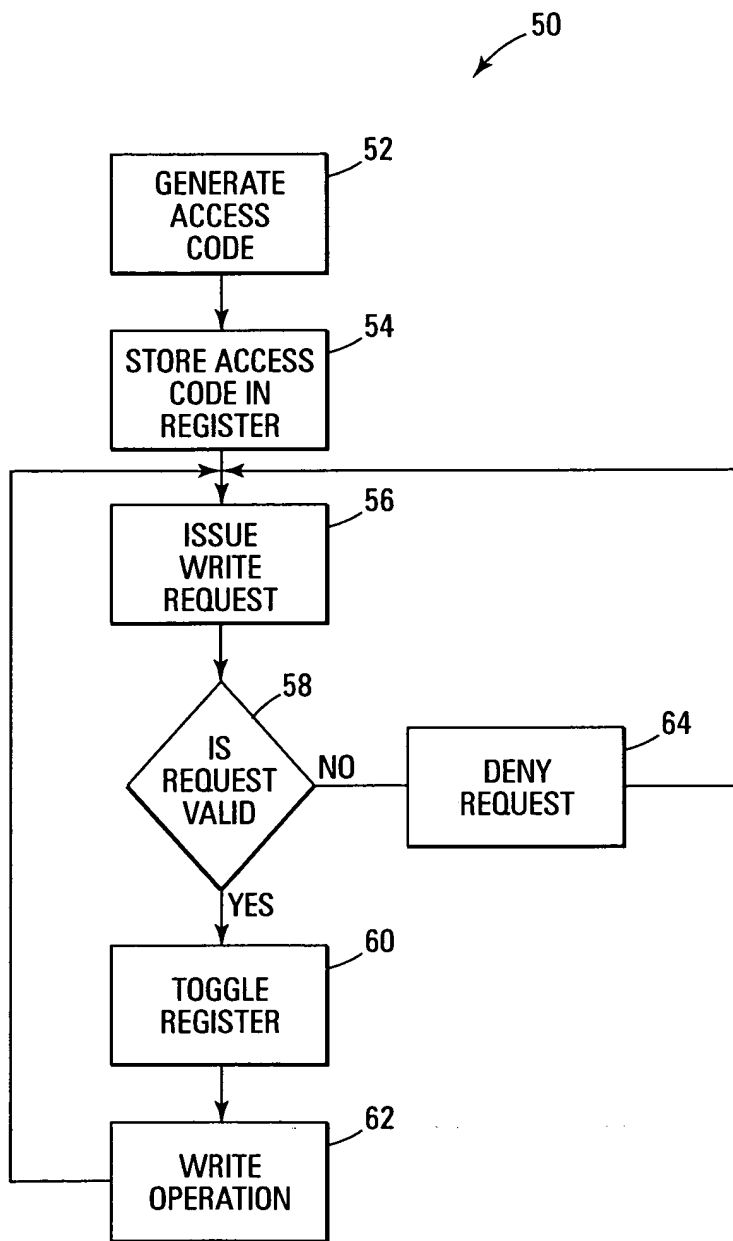 50
52
GENERATE
ACCESS
CODE
54
STORE ACCESS
CODE IN
REGISTER
56
ISSUE
WRITE
REQUEST
58
IS
REQUEST
VALID
NO
64
DENY
REQUEST
YES
60
TOGGLE
REGISTER
62
WRITE
OPERATION